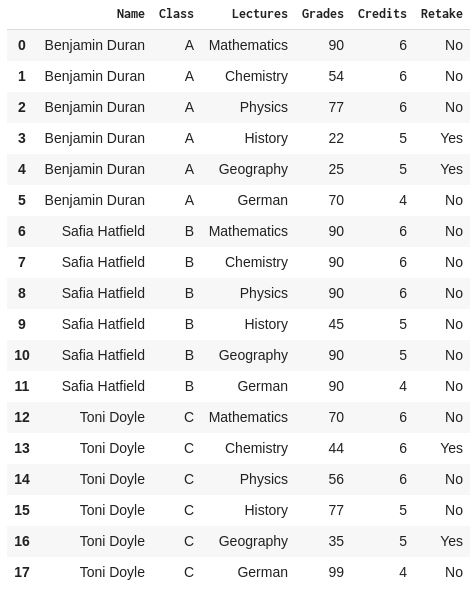 Name Class Lectures Grades Credits Retake
0 Benjamin Duran A Mathematics 90 6 No
1 Benjamin Duran A Chemistry 54 6 No
2 Benjamin Duran A Physics 77 6 No
3 Benjamin Duran A History 22 5 Yes
4 Benjamin Duran A Geography 25 5 Yes
5 Benjamin Duran A German 70 4 No
6 Safia Hatfield B Mathematics 90 6 No
7 Safia Hatfield B Chemistry 90 6 No
8 Safia Hatfield B Physics 90 6 No
9 Safia Hatfield B History 45 5 No
10 Safia Hatfield B Geography 90 5 No
11 Safia Hatfield B German 90 4 No
12 Toni Doyle C Mathematics 70 6 No
13 Toni Doyle C Chemistry 44 6 Yes
14 Toni Doyle C Physics 56 6 No
15 Toni Doyle C History 77 5 No
16 Toni Doyle C Geography 35 5 Yes
17 Toni Doyle C German 99 4 No